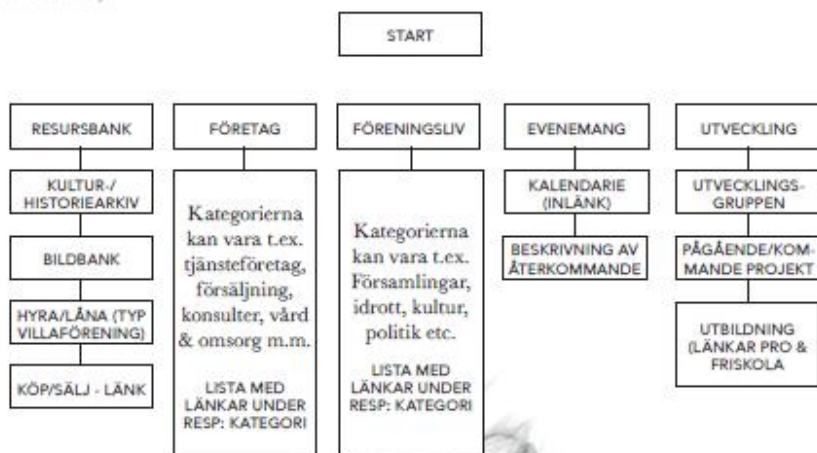 START
RESURSBANK
KULTUR-/
HISTORIEARKIV
BILDBANK
HYRA/LÅNA (TYP
VILLAFÖRENING)
KÖP/SÄLJ - LÄNK
FÖRETAG
Kategorierna
kan vara t.ex.
tjänsteföretag,
försäljning,
konsulter, vård
& omsorg m.m.
LISTA MED
LÄNKAR UNDER
RESP: KATEGORI
FÖRENINGSLIV
Kategorierna
kan vara t.ex.
Församlingar,
idrott, kultur,
politik etc.
LISTA MED
LÄNKAR UNDER
RESP: KATEGORI
EVENEMANG
KALENDARIE
(INLÄNK)
BESKRIVNING AV
ÅTERKOMMANDE
UTVECKLING
UTVECKLINGS-
GRUPPEN
PÅGÅENDE/KOM-
MANDE PROJEKT
UTBILDNING
(LÄNKAR PRO &
FRISKOLA